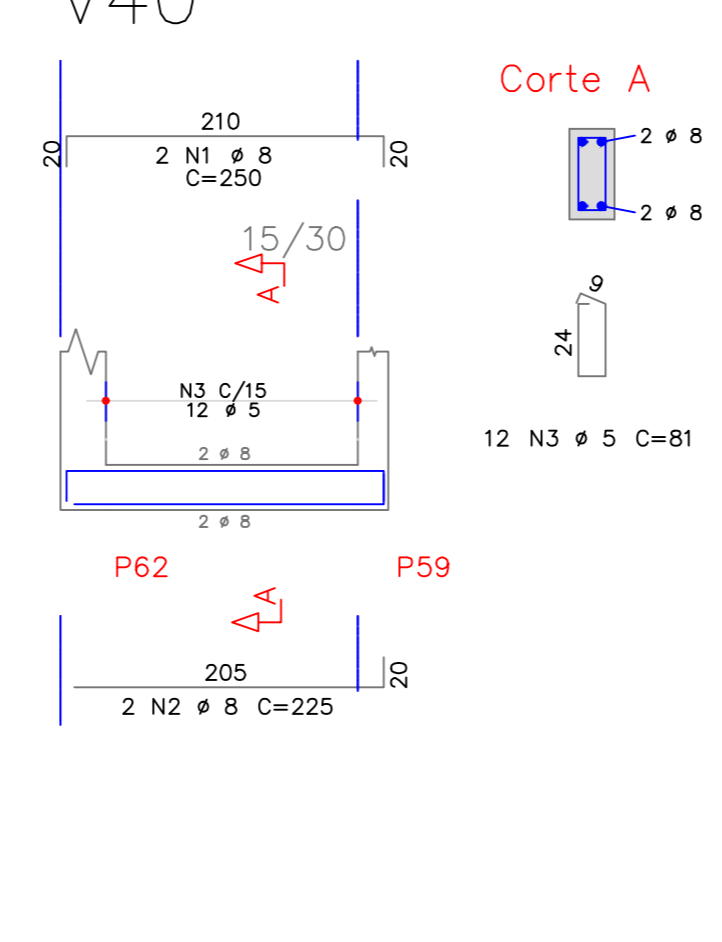 V40
Corte A
210
20
20
2 N1 ø 8
C=250
2 ø 8
2 ø 8
15/30
A
9
24
N3 C/15
12 ø 5
12 N3 ø 5 C=81
2 ø 8
2 ø 8
P62
P59
A
205
20
2 N2 ø 8 C=225